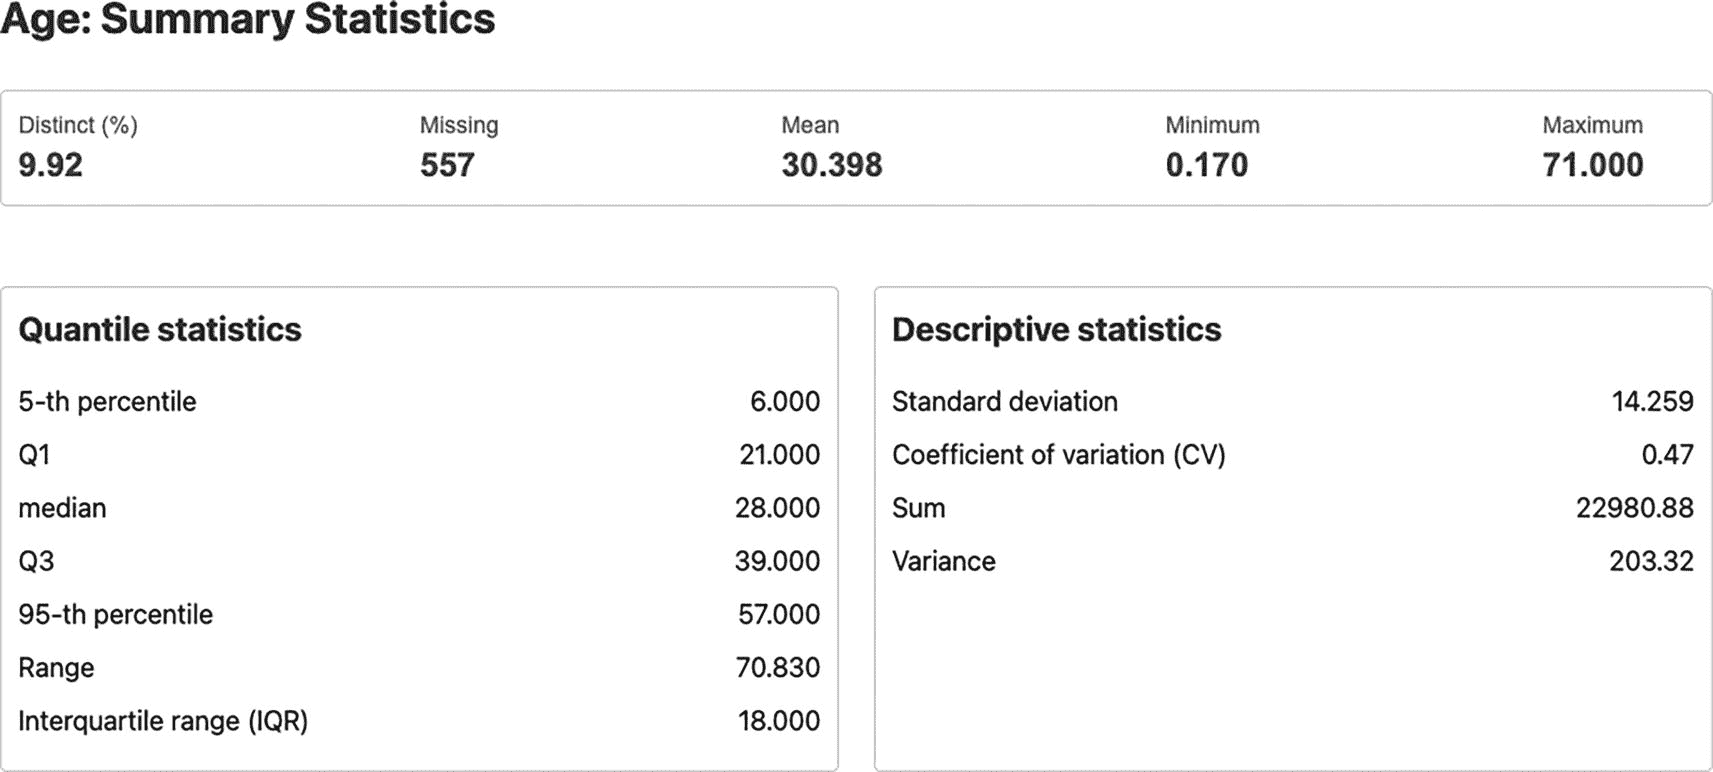 Age: Summary Statistics
Distinct (%) Missing Mean Minimum Maximum
9.92 557 30.398 0.170 71.000
Quantile statistics
5-th percentile 6.000
Q1 21.000
median 28.000
Q3 39.000
95-th percentile 57.000
Range 70.830
Interquartile range (IQR) 18.000
Descriptive statistics
Standard deviation 14.259
Coefficient of variation (CV) 0.47
Sum 22980.88
Variance 203.32